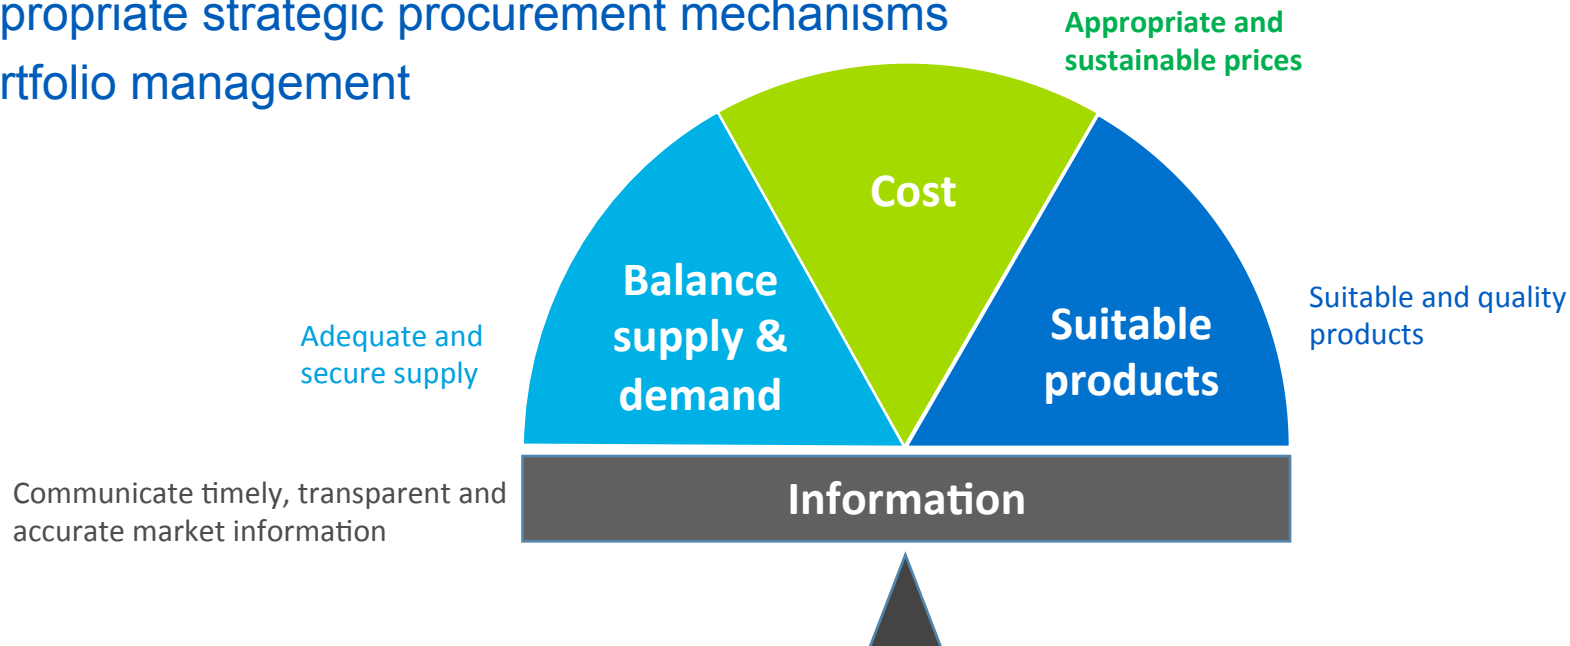 propriate strategic procurement mechanisms
rtfolio management
Appropriate and
sustainable prices
Cost
Balance
supply &
demand
Suitable
products
Adequate and
secure supply
Suitable and quality
products
Communicate timely, transparent and
accurate market information
Information